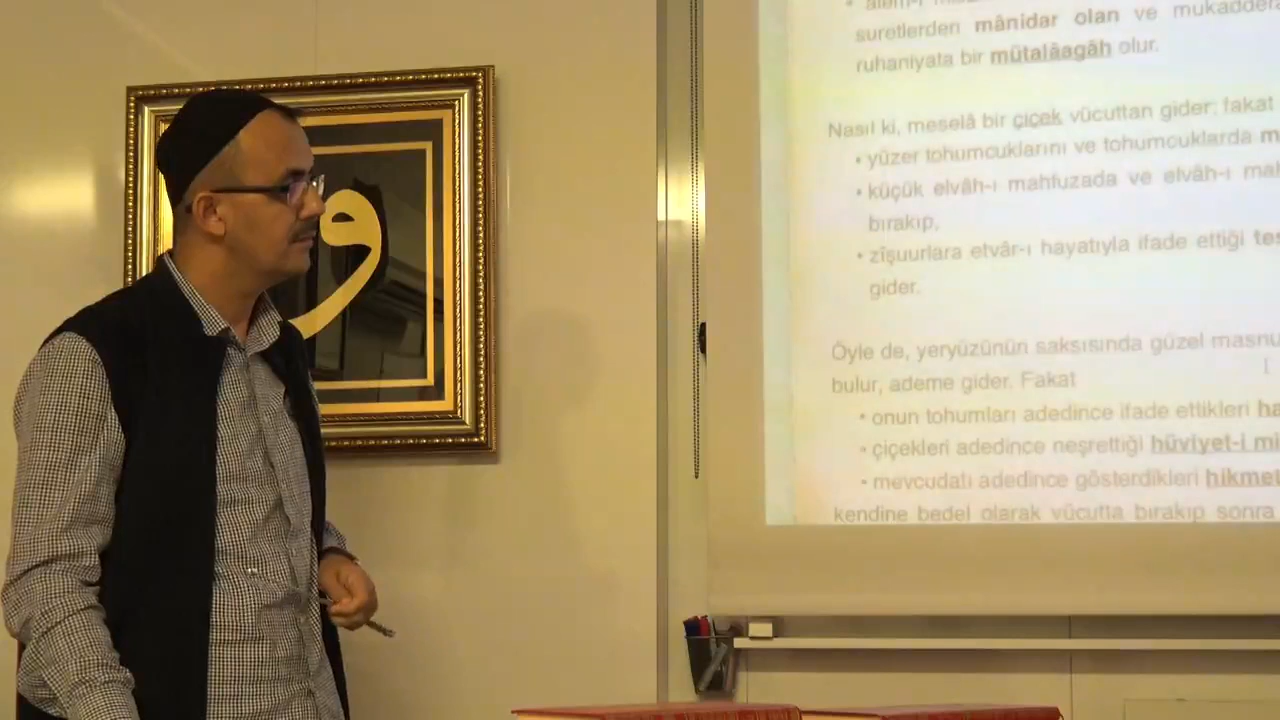 suretlerden mânidar olan ve
ruhaniyata bir mütalâagâh olur.
Nasıl ki, meselâ bir çiçek vücuttan gider; fakat
• yüzer tohumcuklarını ve tohumcuklarda
• küçük elvâh-ı mahfuzada ve elvâh-ı
bırakıp,
• zîşuurlara etvâr-ı hayatıyla ifade ettiği
gider.
Öyle de, yeryüzünün saksısında güzel
bulur, ademe gider. Fakat
• onun tohumları adedince ifade ettikleri
• çiçekleri adedince neşrettiği hüviyet-i
• mevcudatı adedince gösterdikleri
kendine bedel olarak vücutta bırakıp sonra
و